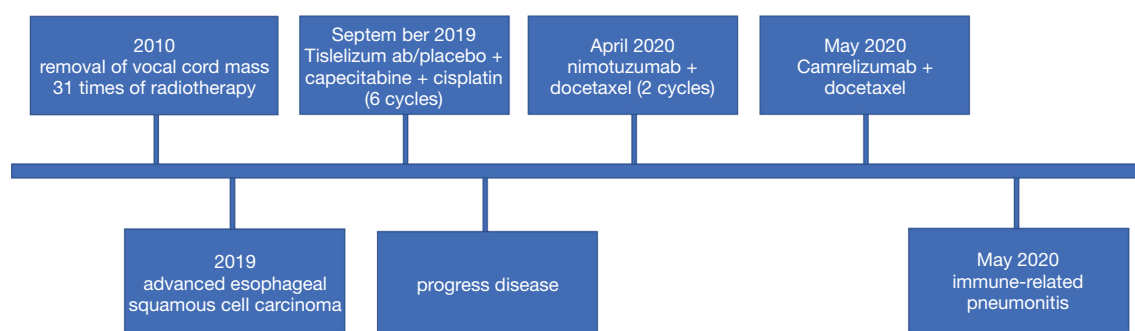 2010
removal of vocal cord mass
31 times of radiotherapy
Septem ber 2019
Tislelizum ab/placebo +
capecitabine + cisplatin
(6 cycles)
April 2020
nimotuzumab +
docetaxel (2 cycles)
May 2020
Camrelizumab +
docetaxel
2019
advanced esophageal
squamous cell carcinoma
progress disease
May 2020
immune-related
pneumonitis